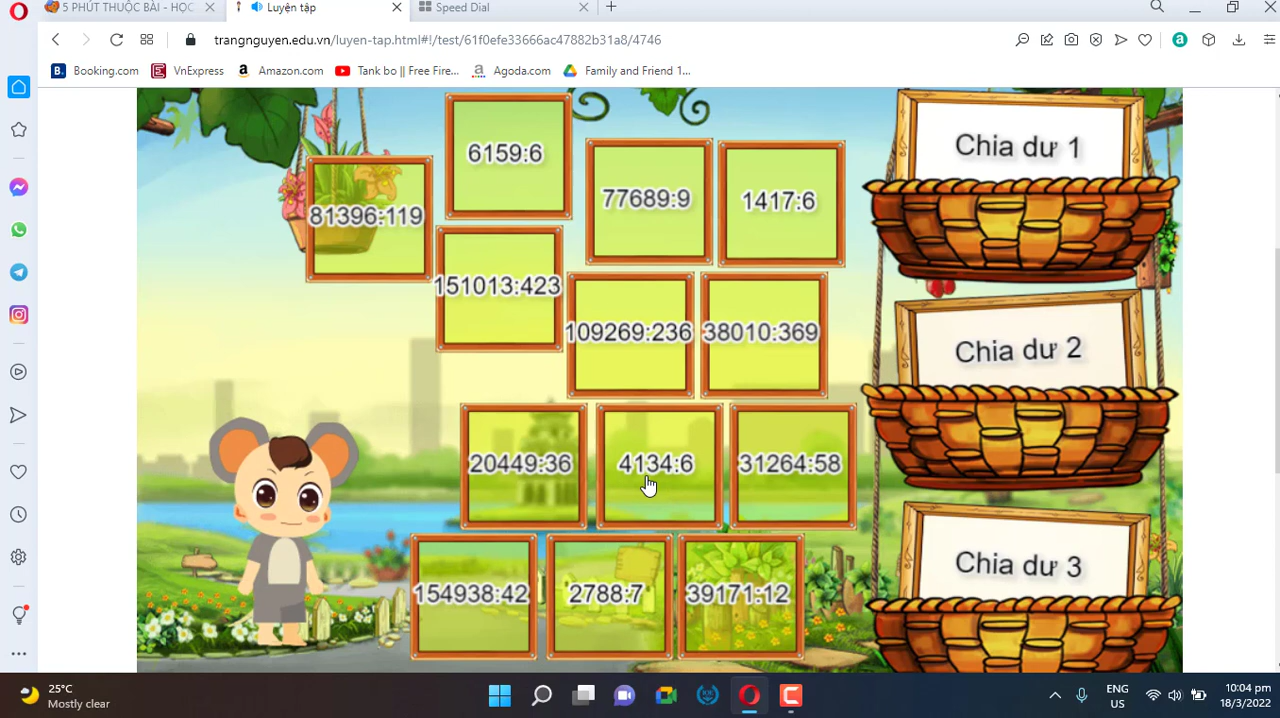 5 PHÚT THUỘC BÀI - HỌC
Luyện tập
Speed Dial
trangnguyen.edu.vn/luyen-tap.html#!/test/61f0efe33666ac47882b31a8/4746
B. Booking.com
E VnExpress
a Amazon.com
Tank bo || Free Fire...
a Agoda.com
Family and Friend 1...
6159:6
77689:9
1417:6
81396:119
151013:423
109269:236
38010:369
20449:36
4134:6
31264:58
154938:42
2788:7
39171:12
Chia dư 1
Chia dư 2
Chia dư 3
25°C
Mostly clear
ENG
US
10:04 pm
18/3/2022